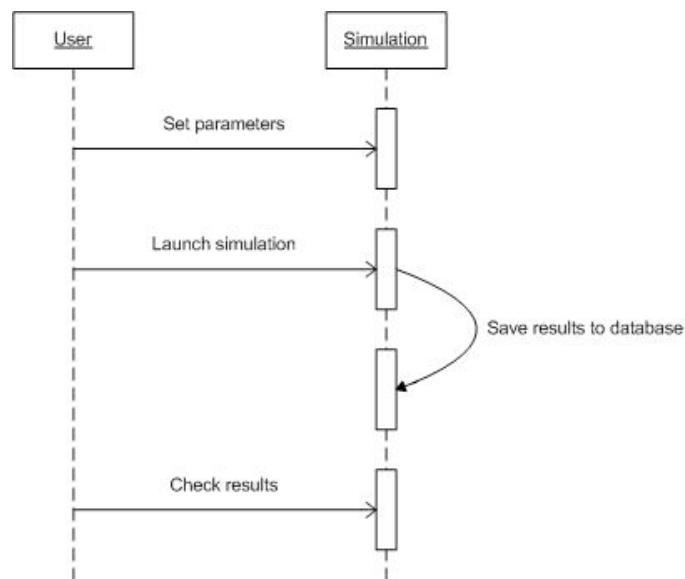 User
Simulation
Set parameters
Launch simulation
Save results to database
Check results